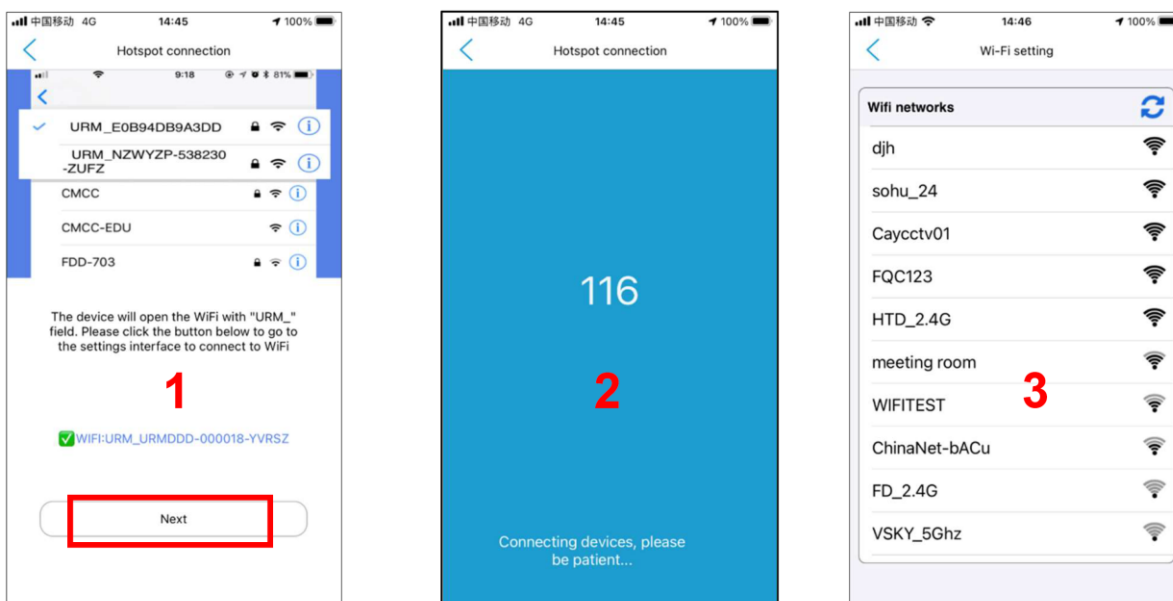 中国移动 4G 14:45 100%
Hotspot connection
9:18 81%
URM_E0B94DB9A3DD
URM_NZWYZP-538230
-ZUFZ
CMCC
CMCC-EDU
FDD-703
The device will open the WiFi with "URM_"
field. Please click the button below to go to
the settings interface to connect to WiFi
1
WIFI:URM_URMDDD-000018-YVRSZ
Next
中国移动 4G 14:45 100%
Hotspot connection
116
2
Connecting devices, please
be patient...
中国移动 14:46 100%
Wi-Fi setting
Wifi networks
djh
sohu_24
Caycctv01
FQC123
HTD_2.4G
meeting room
3
WIFITEST
ChinaNet-bACu
FD_2.4G
VSKY_5Ghz